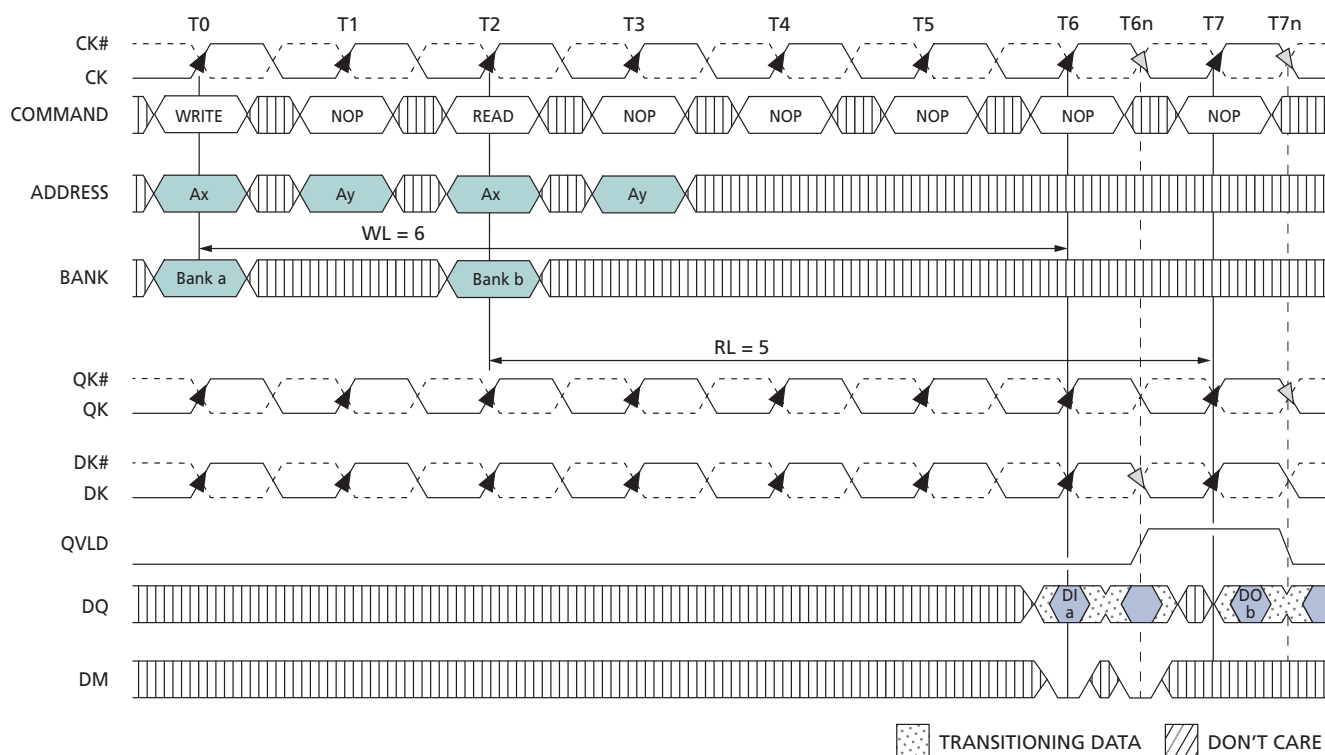 T0 T1 T2 T3 T4 T5 T6 T6n T7 T7n
CK#
CK
COMMAND WRITE NOP READ NOP NOP NOP NOP NOP
ADDRESS Ax Ay Ax Ay
WL = 6
BANK Bank a Bank b
RL = 5
QK#
QK
DK#
DK
QVLD
DQ DI a DO b
DM
TRANSITIONING DATA DON'T CARE